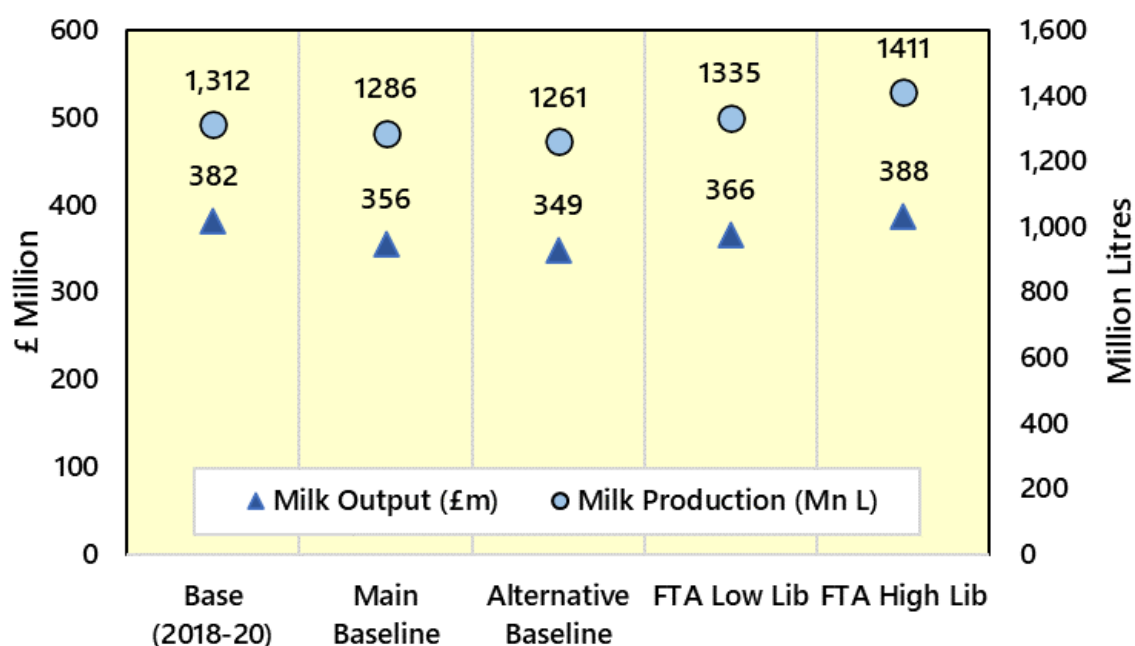 600
500
400
300
200
100
0
£ Million
1,600
1,400
1,200
1,000
800
600
400
200
0
Million Litres
1,312
1286
1261
1335
1411
382
356
349
366
388
Milk Output (£m)
Milk Production (Mn L)
Base
(2018-20)
Main
Baseline
Alternative
Baseline
FTA Low Lib
FTA High Lib